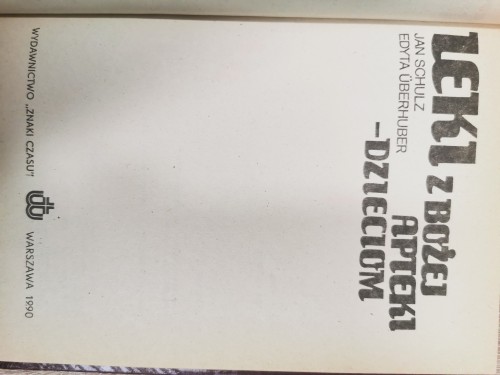 LEKI Z BOŻEJ
APTEKI
–DZIECIOM
JAN SCHULZ
EDYTA ÜBERHUBER
WYDAWNICTWO „ZNAKI CZASU”
WARSZAWA 1990